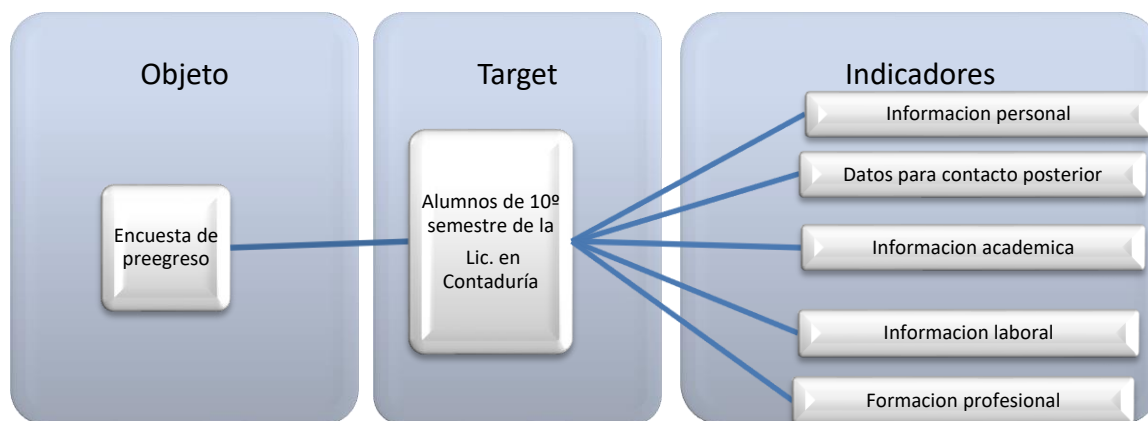 Objeto
Encuesta de
preegreso
Target
Alumnos de 10º
semestre de la
Lic. en
Contaduría
Indicadores
Informacion personal
Datos para contacto posterior
Informacion academica
Informacion laboral
Formacion profesional